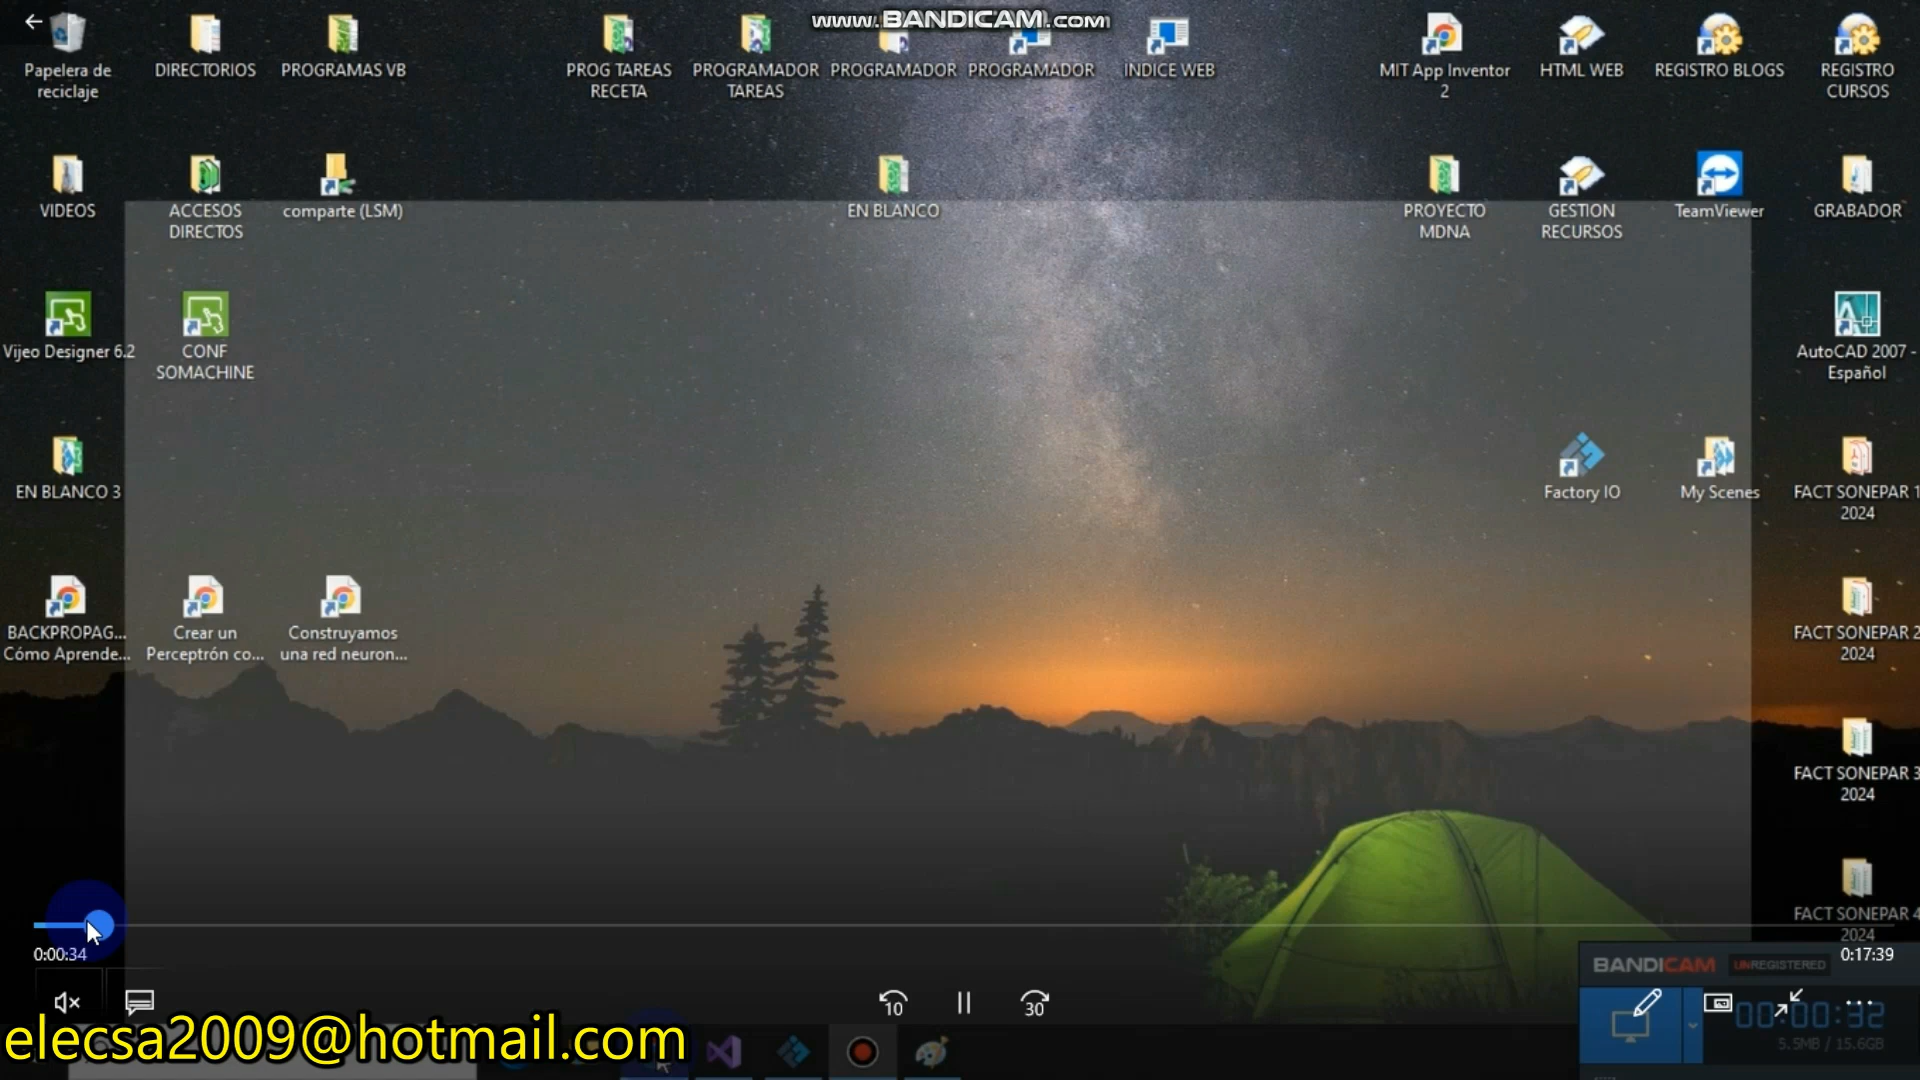 www.BANDICAM.com
Papelera de
reciclaje
DIRECTORIOS
PROGRAMAS VB
PROG TAREAS
RECETA
PROGRAMADOR
TAREAS
PROGRAMADOR
PROGRAMADOR
INDICE WEB
MIT App Inventor
2
HTML WEB
REGISTRO BLOGS
REGISTRO
CURSOS
VIDEOS
ACCESOS
DIRECTOS
comparte (LSM)
EN BLANCO
PROYECTO
MDNA
GESTION
RECURSOS
TeamViewer
GRABADOR
Vijeo Designer 6.2
CONF
SOMACHINE
AutoCAD 2007 -
Español
EN BLANCO 3
Factory IO
My Scenes
FACT SONEPAR 1
2024
BACKPROPAG...
Cómo Aprende...
Crear un
Perceptrón co...
Construyamos
una red neuron...
FACT SONEPAR 2
2024
FACT SONEPAR 3
2024
FACT SONEPAR 4
2024
0:00:34
0:17:39
BANDICAM UNREGISTERED
10
30
00:00:32
5.5MB / 15.6GB
elecsa2009@hotmail.com